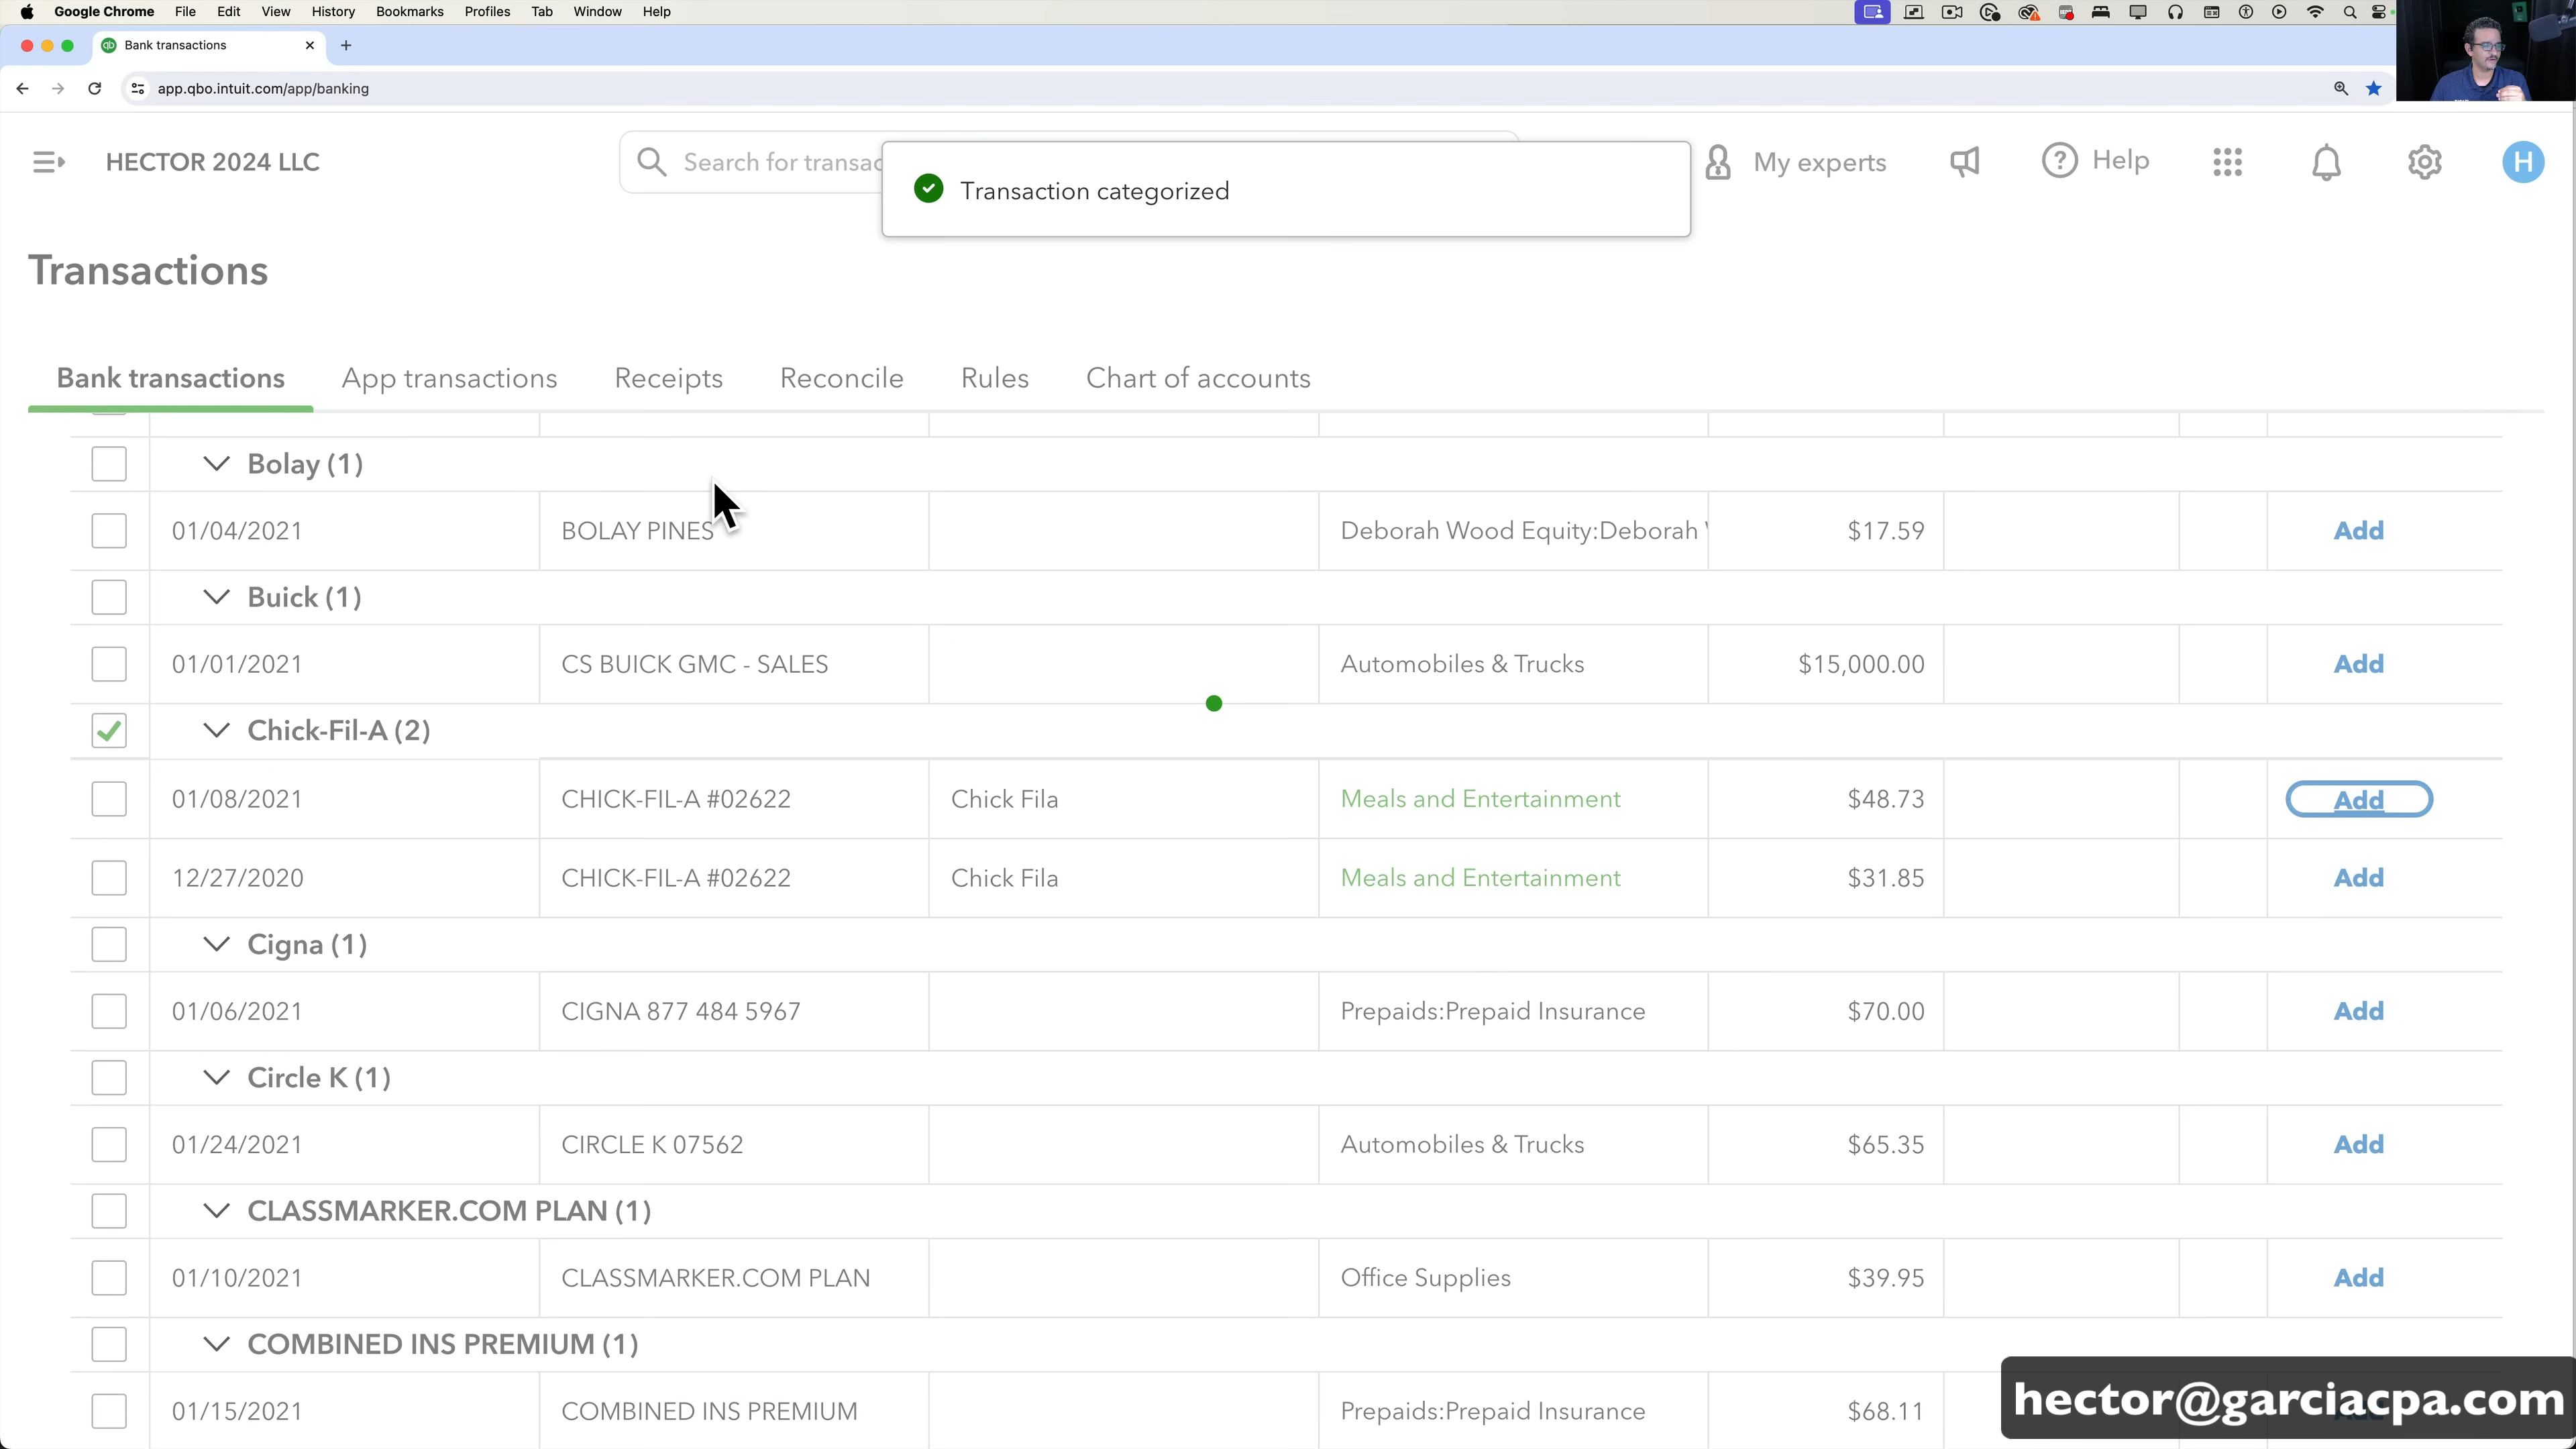 Google Chrome File Edit View History Bookmarks Profiles Tab Window Help
Bank transactions
app.qbo.intuit.com/app/banking
HECTOR 2024 LLC
Search for transac
My experts
Help
H
Transaction categorized
Transactions
Bank transactions App transactions Receipts Reconcile Rules Chart of accounts
Bolay (1)
01/04/2021 BOLAY PINES Deborah Wood Equity:Deborah $17.59 Add
Buick (1)
01/01/2021 CS BUICK GMC - SALES Automobiles & Trucks $15,000.00 Add
Chick-Fil-A (2)
01/08/2021 CHICK-FIL-A #02622 Chick Fila Meals and Entertainment $48.73 Add
12/27/2020 CHICK-FIL-A #02622 Chick Fila Meals and Entertainment $31.85 Add
Cigna (1)
01/06/2021 CIGNA 877 484 5967 Prepaids:Prepaid Insurance $70.00 Add
Circle K (1)
01/24/2021 CIRCLE K 07562 Automobiles & Trucks $65.35 Add
CLASSMARKER.COM PLAN (1)
01/10/2021 CLASSMARKER.COM PLAN Office Supplies $39.95 Add
COMBINED INS PREMIUM (1)
01/15/2021 COMBINED INS PREMIUM Prepaids:Prepaid Insurance $68.11
hector@garciacpa.com